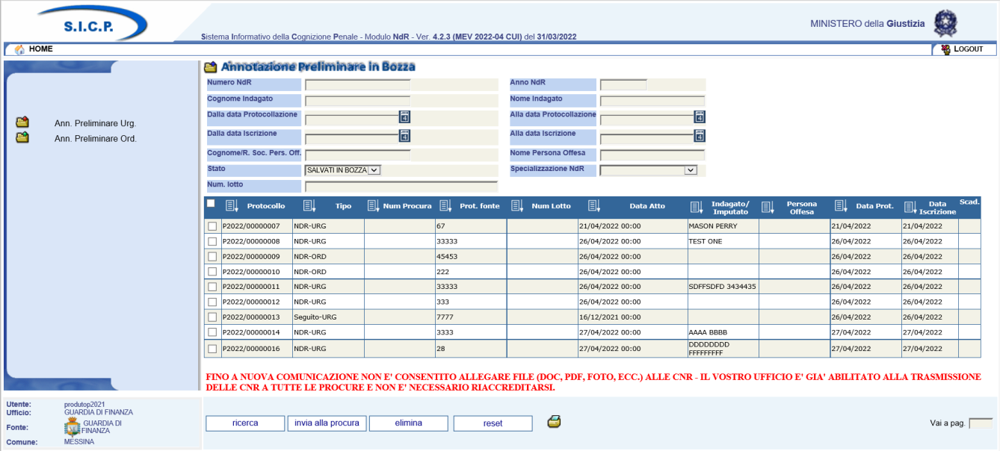 S.I.C.P.
Sistema Informativo della Cognizione Penale - Modulo NdR - Ver. 4.2.3 (MEV 2022-04 CUI) del 31/03/2022
MINISTERO della Giustizia
HOME
LOGOUT
Ann. Preliminare Urg.
Ann. Preliminare Ord.
Annotazione Preliminare in Bozza
Numero NdR Anno NdR
Cognome Indagato Nome Indagato
Dalla data Protocollazione Alla data Protocollazione
Dalla data Iscrizione Alla data Iscrizione
Cognome/R. Soc. Pers. Off. Nome Persona Offesa
Stato SALVATI IN BOZZA Specializzazione NdR
Num. lotto
Protocollo Tipo Num Procura Prot. fonte Num Lotto Data Atto Indagato/ Imputato Persona Offesa Data Prot. Data Iscrizione Scad.
P2022/00000007 NDR-URG 67 21/04/2022 00:00 MASON PERRY 21/04/2022 21/04/2022
P2022/00000008 NDR-URG 33333 26/04/2022 00:00 TEST ONE 26/04/2022 26/04/2022
P2022/00000009 NDR-ORD 45453 26/04/2022 00:00 26/04/2022 26/04/2022
P2022/00000010 NDR-ORD 222 26/04/2022 00:00 26/04/2022 26/04/2022
P2022/00000011 NDR-URG 33333 26/04/2022 00:00 SDFFSDFD 3434435 26/04/2022 26/04/2022
P2022/00000012 NDR-URG 333 26/04/2022 00:00 26/04/2022 26/04/2022
P2022/00000013 Seguito-URG 7777 16/12/2021 00:00 26/04/2022 26/04/2022
P2022/00000014 NDR-URG 3333 27/04/2022 00:00 AAAA BBBB 27/04/2022 27/04/2022
P2022/00000016 NDR-URG 28 27/04/2022 00:00 DDDDDDDD FFFFFFFFF 27/04/2022 27/04/2022
FINO A NUOVA COMUNICAZIONE NON E' CONSENTITO ALLEGARE FILE (DOC, PDF, FOTO, ECC.) ALLE CNR - IL VOSTRO UFFICIO E' GIA' ABILITATO ALLA TRASMISSIONE
DELLE CNR A TUTTE LE PROCURE E NON E' NECESSARIO RIACCREDITARSI.
Utente: produtop2021
Ufficio: GUARDIA DI FINANZA
Fonte: GUARDIA DI FINANZA
Comune: MESSINA
ricerca invia alla procura elimina reset Vai a pag.